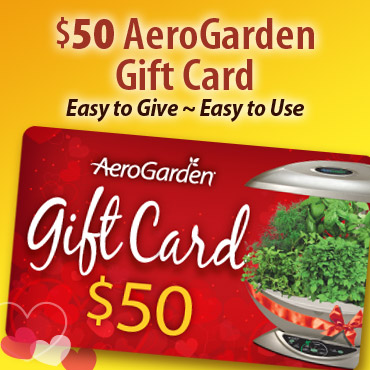 $50 AeroGarden
Gift Card
Easy to Give ~ Easy to Use
AeroGarden
Gift Card
$50